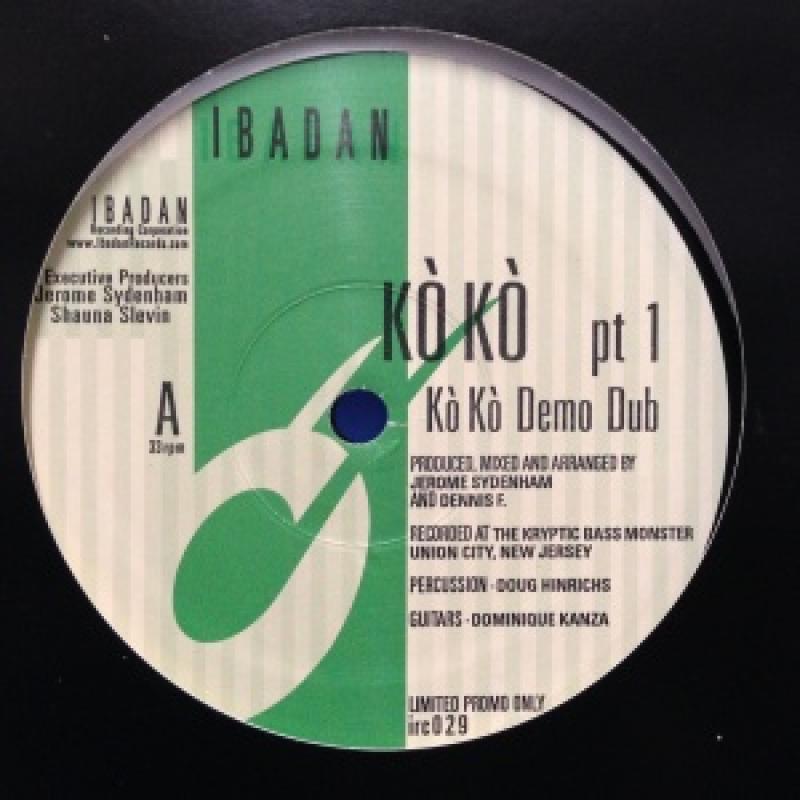 IBADAN
IBADAN
Recording Corporation
www.IbadanRecords.com
Executive Producers
Jerome Sydenham
Shauna Slevin
A
33rpm
KÒ KÒ pt 1
Kò Kò Demo Dub
PRODUCED, MIXED AND ARRANGED BY
JEROME SYDENHAM
AND DENNIS F.
RECORDED AT THE KRYPTIC BASS MONSTER
UNION CITY, NEW JERSEY
PERCUSSION - DOUG HINRICHS
GUITARS - DOMINIQUE KANZA
LIMITED PROMO ONLY
irc029